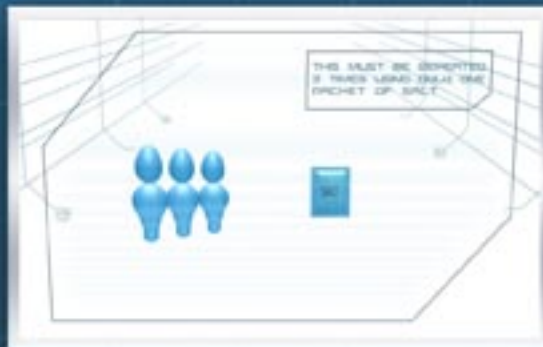 THIS MUST BE REPEATED
3 TIMES USING ONLY ONE
PACKET OF SALT